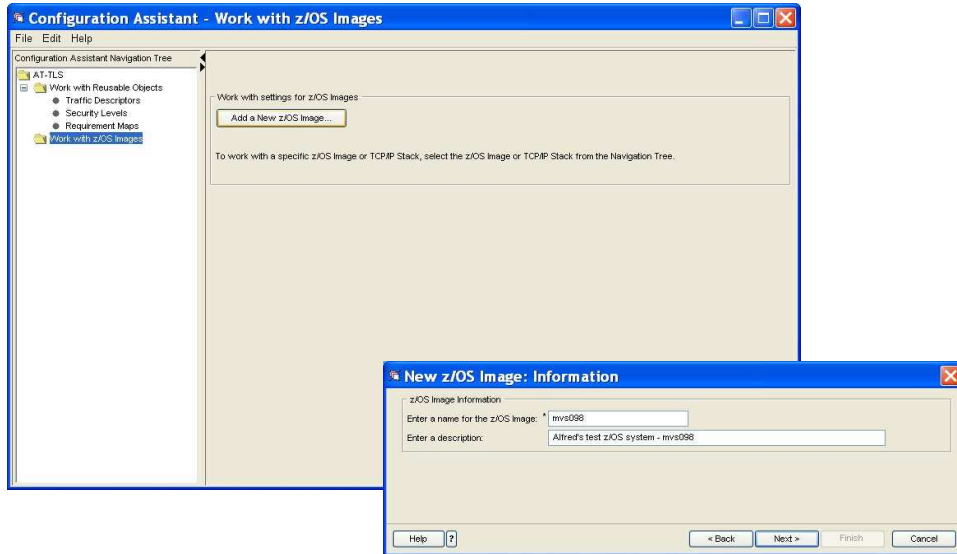 Configuration Assistant - Work with z/OS Images
File Edit Help
Configuration Assistant Navigation Tree
AT-TLS
Work with Reusable Objects
Traffic Descriptors
Security Levels
Requirement Maps
Work with z/OS Images
Work with settings for z/OS Images
Add a New z/OS Image...
To work with a specific z/OS Image or TCP/IP Stack, select the z/OS Image or TCP/IP Stack from the Navigation Tree.
New z/OS Image: Information
z/OS Image Information
Enter a name for the z/OS Image: * mvs098
Enter a description: Alfred's test z/OS system - mvs098
Help ? < Back Next > Finish Cancel